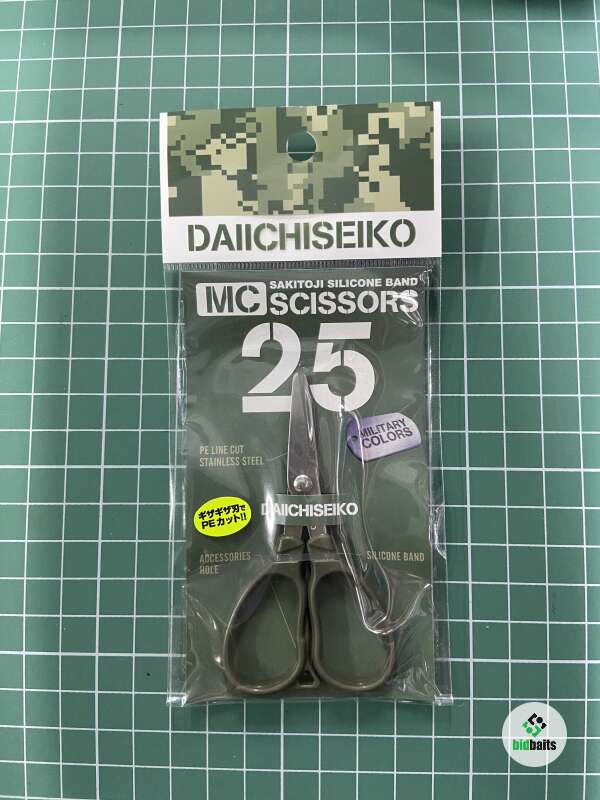 DAIICHISEIKO
SAKITOJI SILICONE BAND
MC SCISSORS
25
MILITARY
COLORS
PE LINE CUT
STAINLESS STEEL
ギザギザ刃で
PEカット!!
DAIICHISEIKO
ACCESSORIES
HOLE
SILICONE BAND
bidbaits